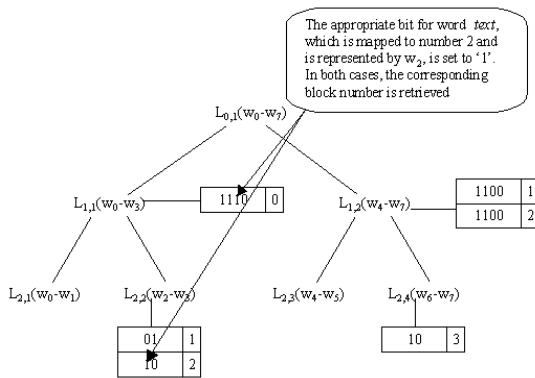 The appropriate bit for word text,
which is mapped to number 2 and
is represented by w2, is set to '1'.
In both cases, the corresponding
block number is retrieved
L0,1(w0-w7)
L1,1(w0-w3) 1110 0 L1,2(w4-w7) 1100 1
1100 2
L2,1(w0-w1) L2,2(w2-w3) L2,3(w4-w5) L2,4(w6-w7)
01 1 10 3
10 2